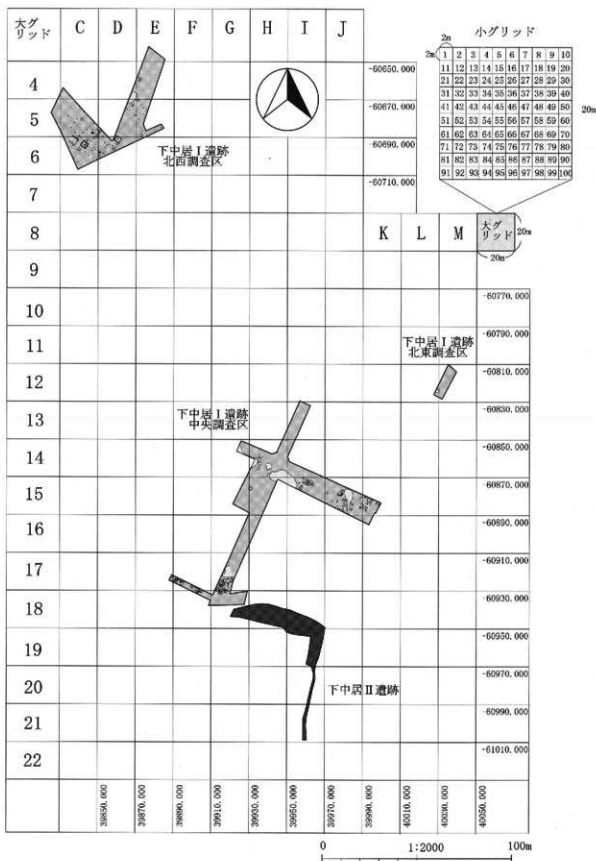 大グリッド C D E F G H I J
小グリッド
2m
2m 1 2 3 4 5 6 7 8 9 10
11 12 13 14 15 16 17 18 19 20
21 22 23 24 25 26 27 28 29 30
31 32 33 34 35 36 37 38 39 40
41 42 43 44 45 46 47 48 49 50
51 52 53 54 55 56 57 58 59 60
61 62 63 64 65 66 67 68 69 70
71 72 73 74 75 76 77 78 79 80
81 82 83 84 85 86 87 88 89 90
91 92 93 94 95 96 97 98 99 100
20m
4
-60650.000
5
-60670.000
下中居Ⅰ遺跡
北西調査区
6
-60690.000
7
-60710.000
8
K L M
大グ
リッド
20m
20m
9
10
-60770.000
11
-60790.000
下中居Ⅰ遺跡
北東調査区
12
-60810.000
13
-60830.000
下中居Ⅰ遺跡
中央調査区
14
-60850.000
15
-60870.000
16
-60890.000
17
-60910.000
18
-60930.000
19
-60950.000
20
-60970.000
下中居Ⅱ遺跡
21
-60990.000
22
-61010.000
39850.000
39870.000
39890.000
39910.000
39930.000
39950.000
39970.000
39990.000
40010.000
40030.000
40050.000
0 1:2000 100m